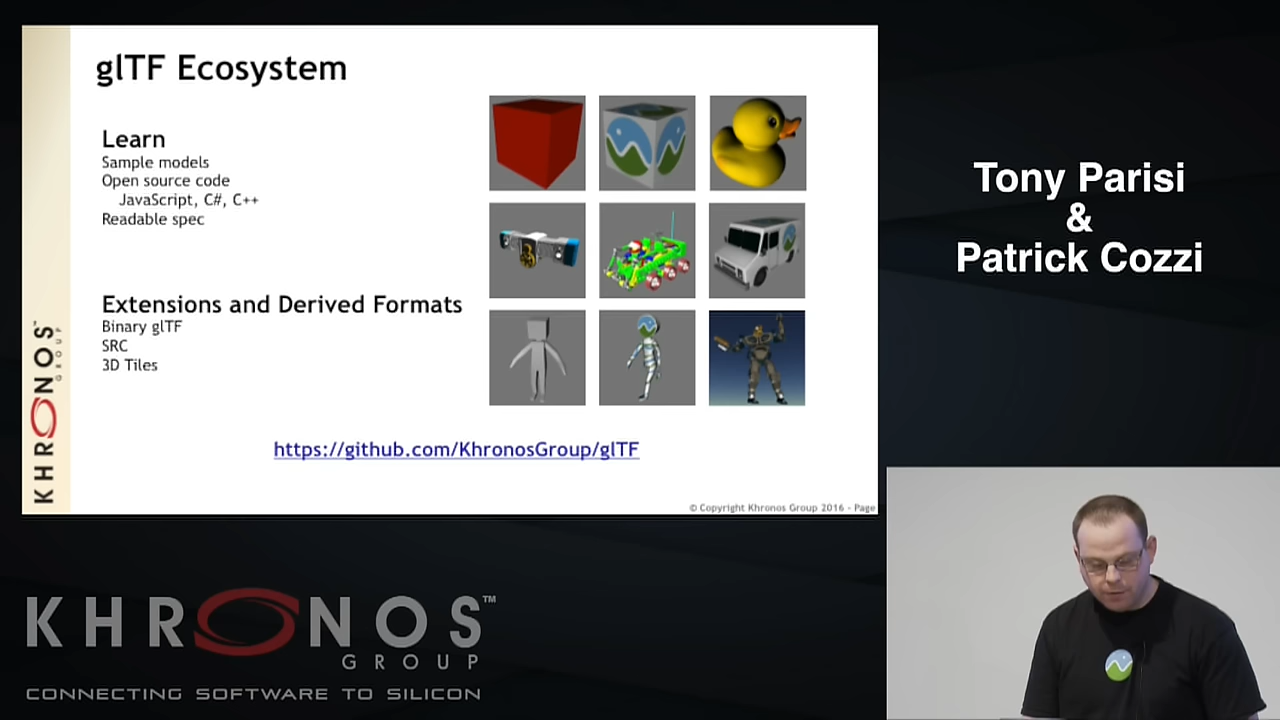 glTF Ecosystem
Learn
Sample models
Open source code
JavaScript, C#, C++
Readable spec
Extensions and Derived Formats
Binary glTF
SRC
3D Tiles
https://github.com/KhronosGroup/glTF
© Copyright Khronos Group 2016 - Page
KHRONOS™
GROUP
Tony Parisi
&
Patrick Cozzi
KHRONOS™
GROUP
CONNECTING SOFTWARE TO SILICON